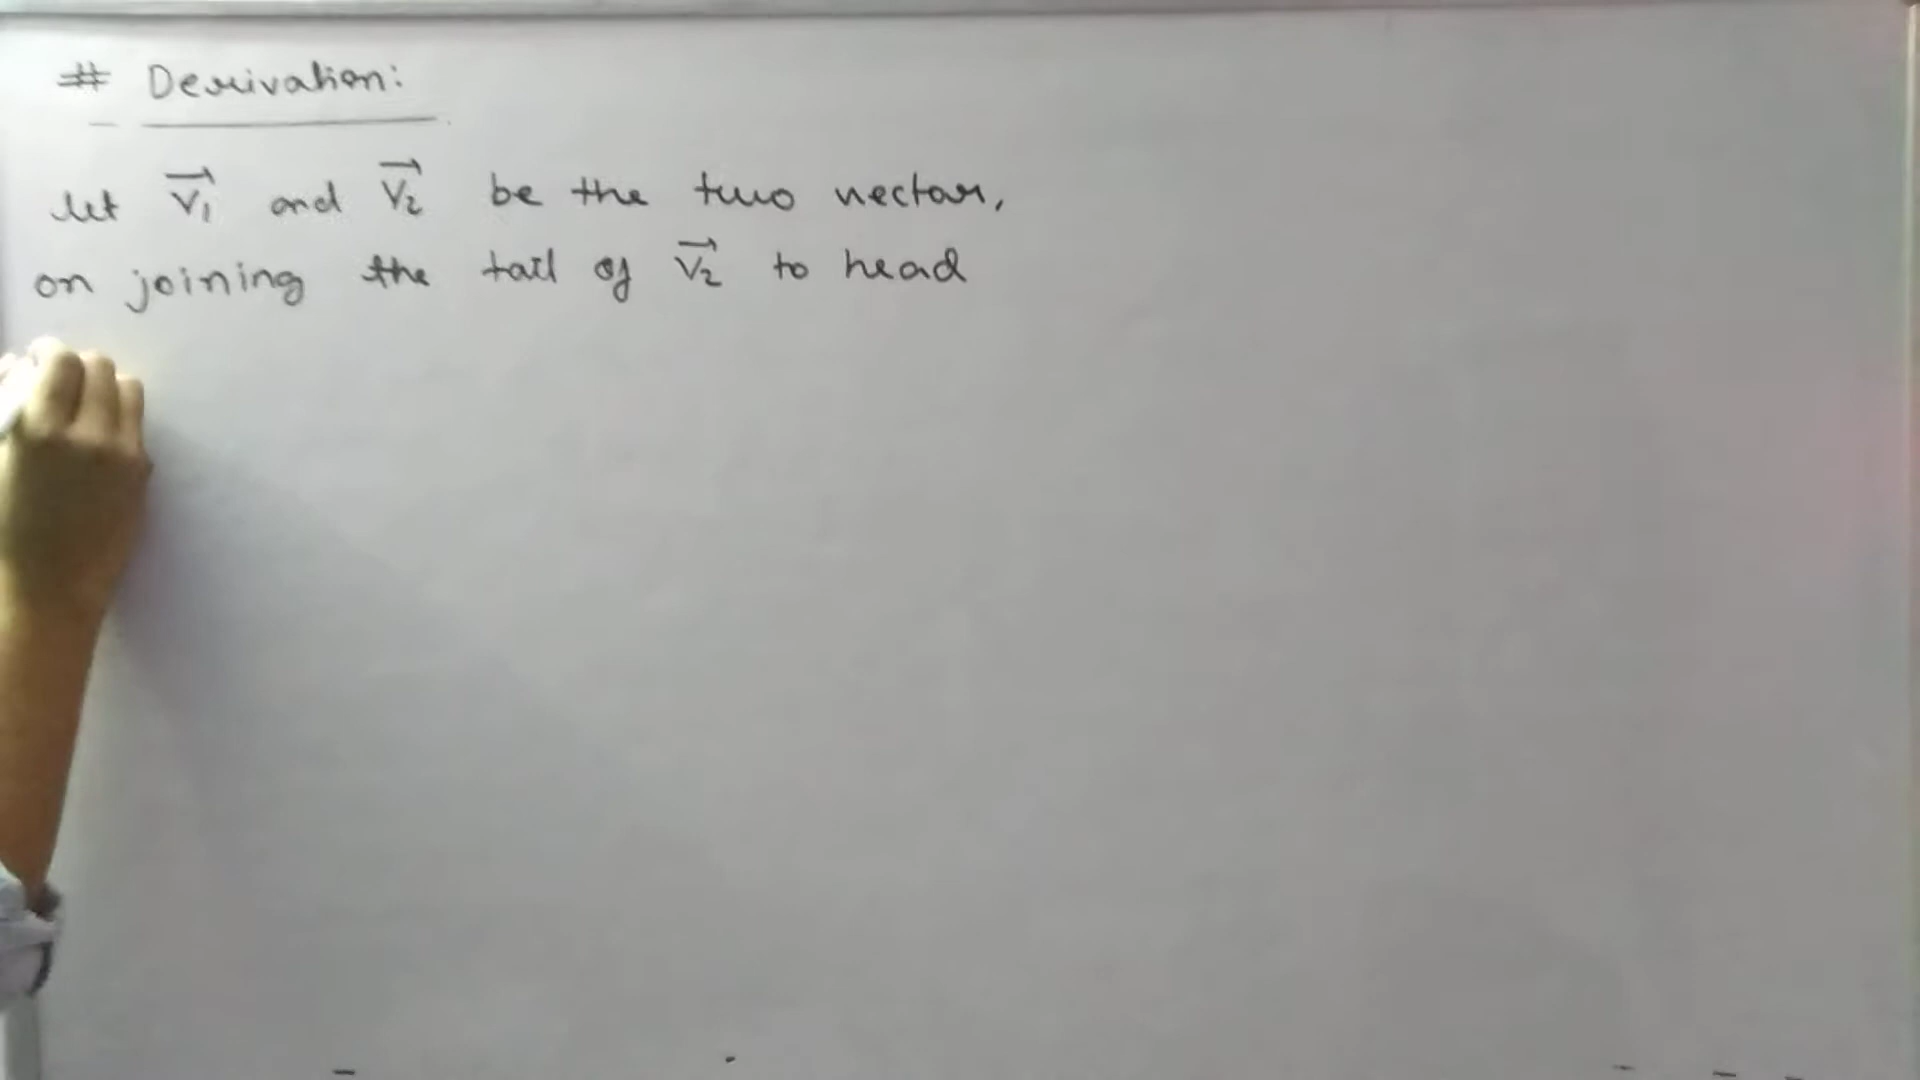 # Derivation:
let V₁ and V₂ be the two vector,
on joining the tail of V₂ to head